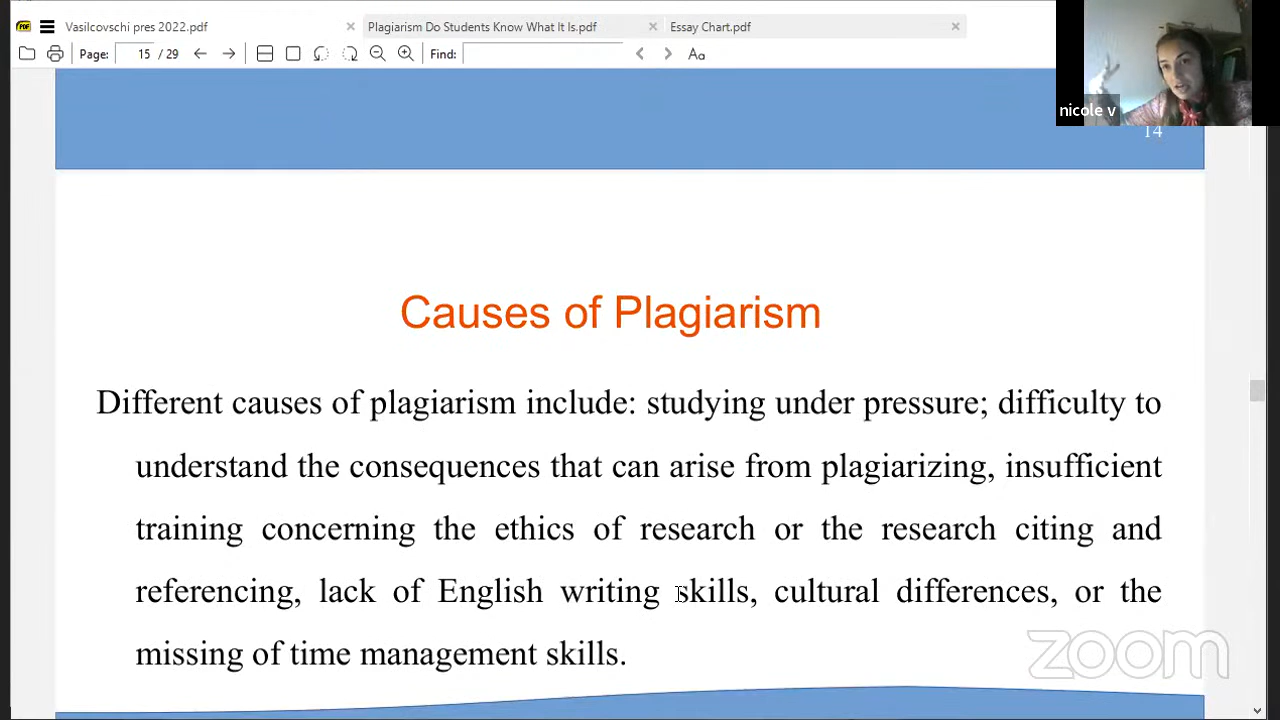 Vasilcovschi pres 2022.pdf
Plagiarism Do Students Know What It Is.pdf
Essay Chart.pdf
Page: 15 / 29
Find:
Aa
nicole v
14
Causes of Plagiarism
Different causes of plagiarism include: studying under pressure; difficulty to
understand the consequences that can arise from plagiarizing, insufficient
training concerning the ethics of research or the research citing and
referencing, lack of English writing skills, cultural differences, or the
missing of time management skills.
zoom